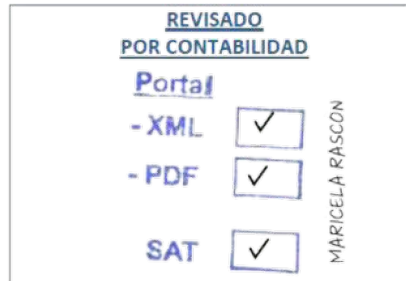 REVISADO
POR CONTABILIDAD
Portal
- XML
- PDF
SAT
MARICELA RASCON